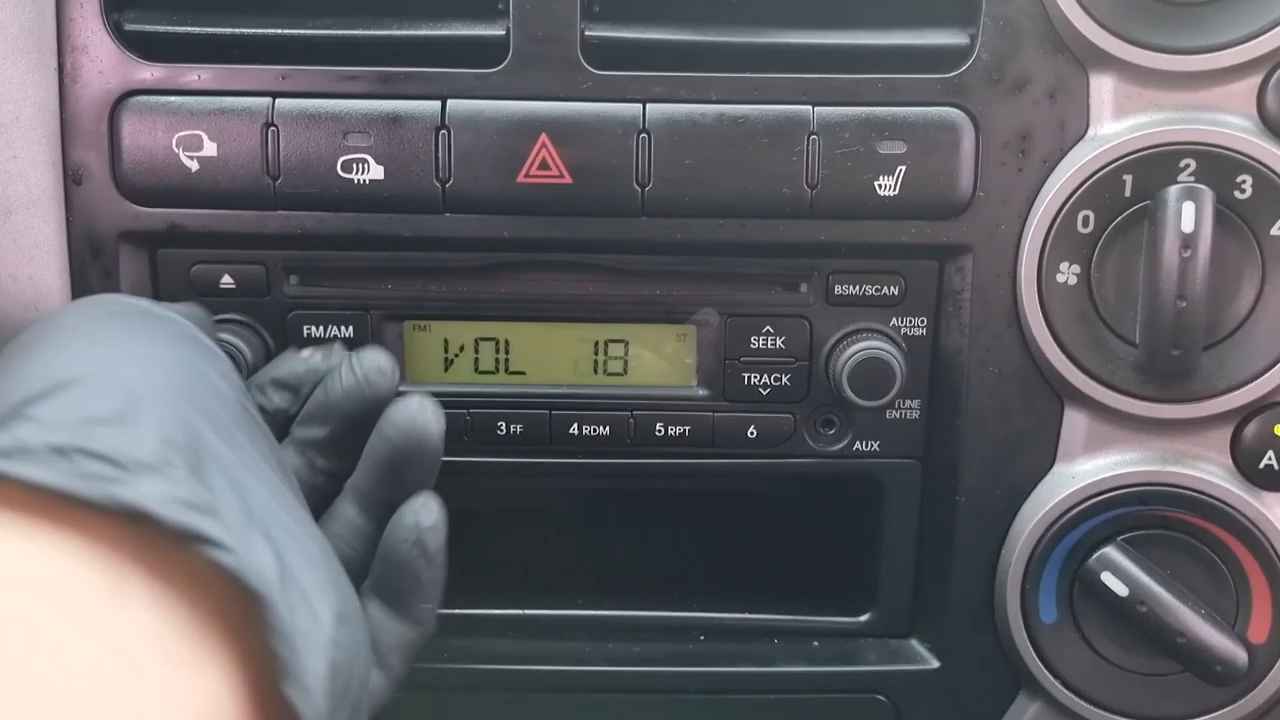 0 1 2 3
BSM/SCAN
AUDIO
PUSH
FM/AM
FM1
ST
VOL 18
SEEK
TRACK
TUNE
ENTER
3 FF
4 RDM
5 RPT
6
AUX
A